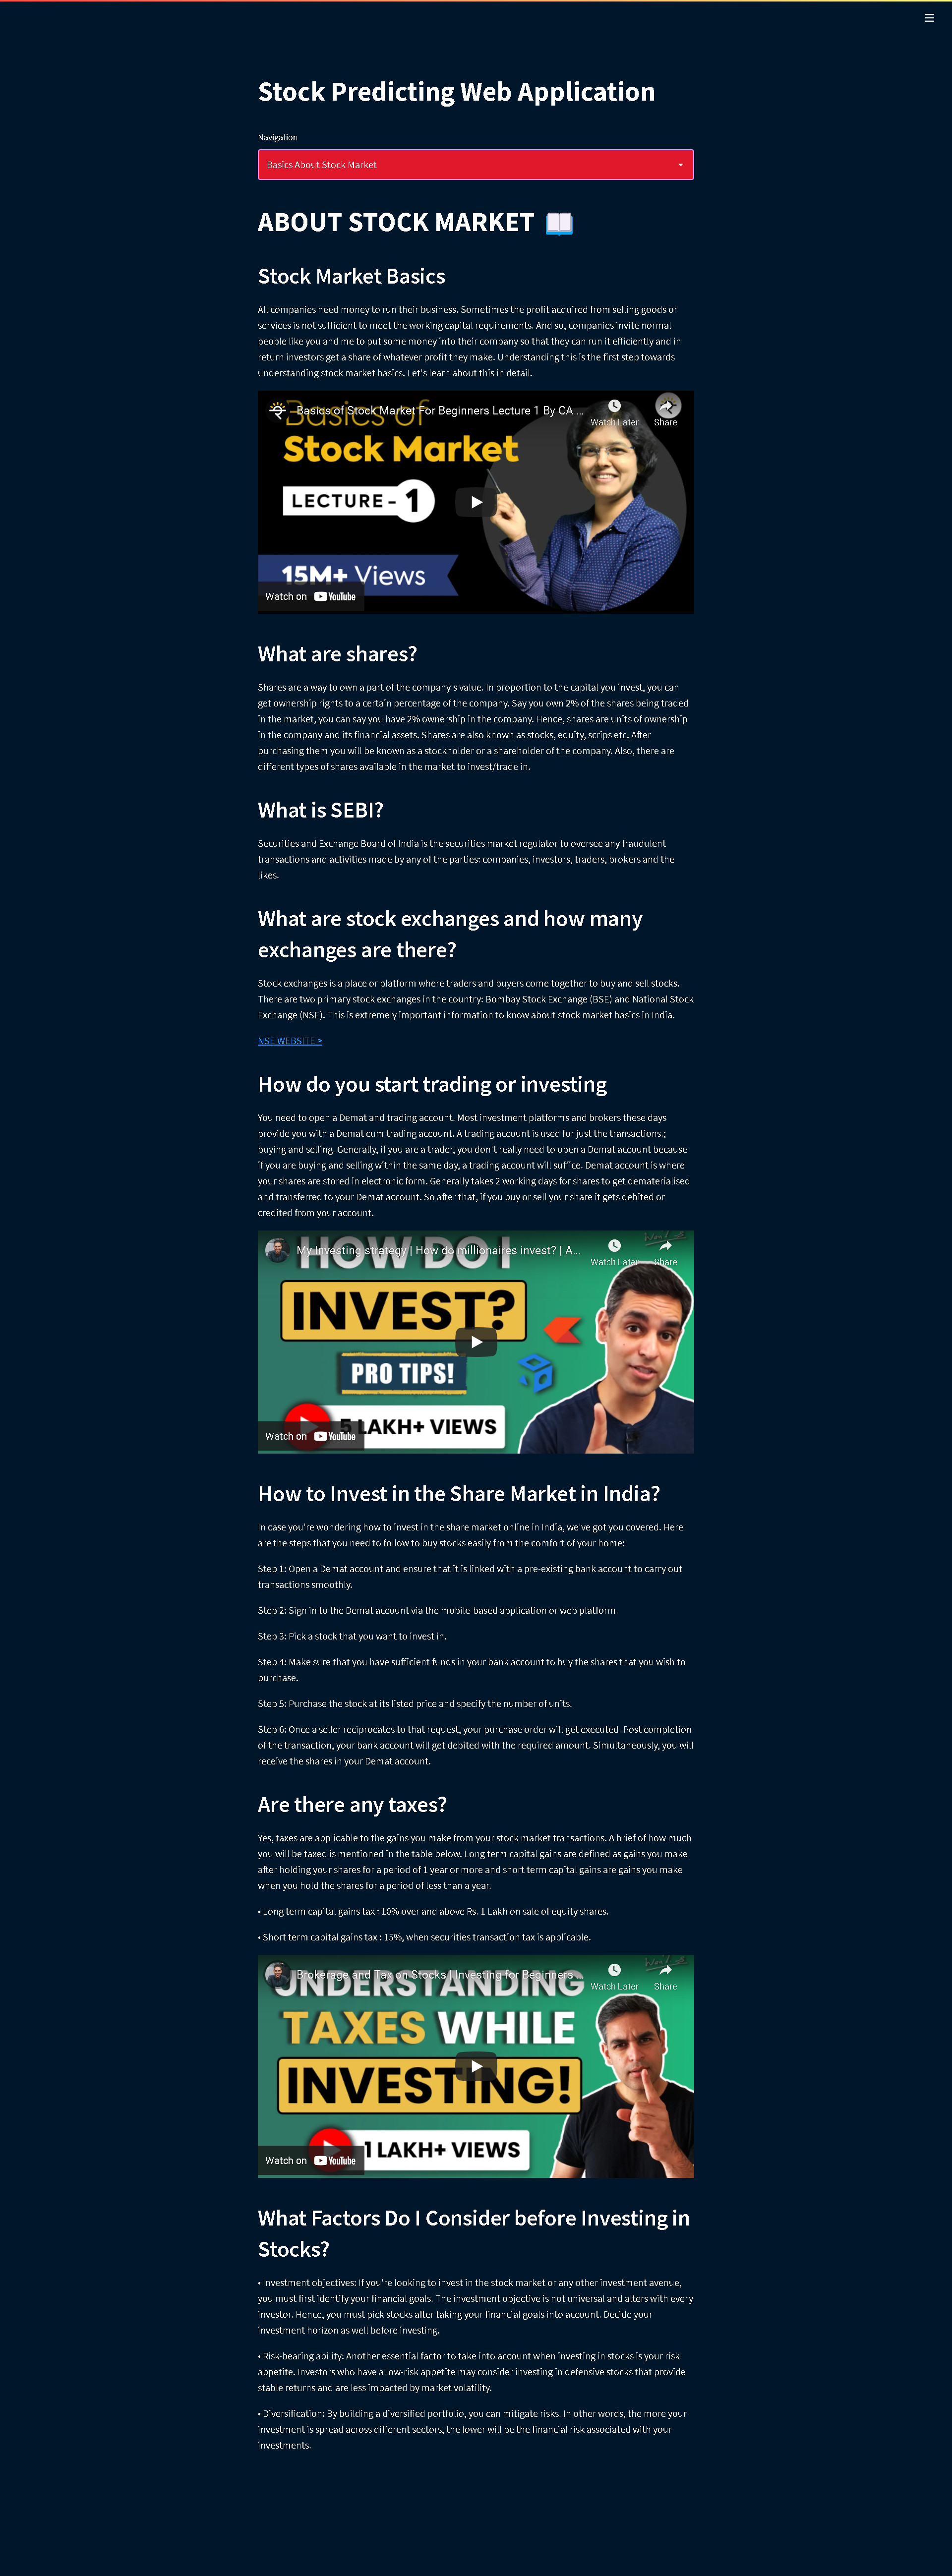 Stock Predicting Web Application
Navigation
Basics About Stock Market
ABOUT STOCK MARKET
Stock Market Basics
All companies need money to run their business. Sometimes the profit acquired from selling goods or
services is not sufficient to meet the working capital requirements. And so, companies invite normal
people like you and me to put some money into their company so that they can run it efficiently and in
return investors get a share of whatever profit they make. Understanding this is the first step towards
understanding stock market basics. Let's learn about this in detail.
Basics of Stock Market For Beginners Lecture 1 By CA ...
Watch Later
Share
Basics of
Stock Market
LECTURE - 1
15M+ Views
Watch on YouTube
What are shares?
Shares are a way to own a part of the company's value. In proportion to the capital you invest, you can
get ownership rights to a certain percentage of the company. Say you own 2% of the shares being traded
in the market, you can say you have 2% ownership in the company. Hence, shares are units of ownership
in the company and its financial assets. Shares are also known as stocks, equity, scrips etc. After
purchasing them you will be known as a stockholder or a shareholder of the company. Also, there are
different types of shares available in the market to invest/trade in.
What is SEBI?
Securities and Exchange Board of India is the securities market regulator to oversee any fraudulent
transactions and activities made by any of the parties: companies, investors, traders, brokers and the
likes.
What are stock exchanges and how many
exchanges are there?
Stock exchanges is a place or platform where traders and buyers come together to buy and sell stocks.
There are two primary stock exchanges in the country: Bombay Stock Exchange (BSE) and National Stock
Exchange (NSE). This is extremely important information to know about stock market basics in India.
NSE WEBSITE >
How do you start trading or investing
You need to open a Demat and trading account. Most investment platforms and brokers these days
provide you with a Demat cum trading account. A trading account is used for just the transactions.;
buying and selling. Generally, if you are a trader, you don't really need to open a Demat account because
if you are buying and selling within the same day, a trading account will suffice. Demat account is where
your shares are stored in electronic form. Generally takes 2 working days for shares to get dematerialised
and transferred to your Demat account. So after that, if you buy or sell your share it gets debited or
credited from your account.
My Investing strategy | How do millionaires invest? | A...
Watch Later
Share
HOW DO I
INVEST?
PRO TIPS!
5 LAKH+ VIEWS
Watch on YouTube
How to Invest in the Share Market in India?
In case you're wondering how to invest in the share market online in India, we've got you covered. Here
are the steps that you need to follow to buy stocks easily from the comfort of your home:
Step 1: Open a Demat account and ensure that it is linked with a pre-existing bank account to carry out
transactions smoothly.
Step 2: Sign in to the Demat account via the mobile-based application or web platform.
Step 3: Pick a stock that you want to invest in.
Step 4: Make sure that you have sufficient funds in your bank account to buy the shares that you wish to
purchase.
Step 5: Purchase the stock at its listed price and specify the number of units.
Step 6: Once a seller reciprocates to that request, your purchase order will get executed. Post completion
of the transaction, your bank account will get debited with the required amount. Simultaneously, you will
receive the shares in your Demat account.
Are there any taxes?
Yes, taxes are applicable to the gains you make from your stock market transactions. A brief of how much
you will be taxed is mentioned in the table below. Long term capital gains are defined as gains you make
after holding your shares for a period of 1 year or more and short term capital gains are gains you make
when you hold the shares for a period of less than a year.
• Long term capital gains tax : 10% over and above Rs. 1 Lakh on sale of equity shares.
• Short term capital gains tax : 15%, when securities transaction tax is applicable.
Brokerage and Tax on Stocks | Investing for Beginners ...
Watch Later
Share
UNDERSTANDING
TAXES WHILE
INVESTING!
1 LAKH+ VIEWS
Watch on YouTube
What Factors Do I Consider before Investing in
Stocks?
• Investment objectives: If you're looking to invest in the stock market or any other investment avenue,
you must first identify your financial goals. The investment objective is not universal and alters with every
investor. Hence, you must pick stocks after taking your financial goals into account. Decide your
investment horizon as well before investing.
• Risk-bearing ability: Another essential factor to take into account when investing in stocks is your risk
appetite. Investors who have a low-risk appetite may consider investing in defensive stocks that provide
stable returns and are less impacted by market volatility.
• Diversification: By building a diversified portfolio, you can mitigate risks. In other words, the more your
investment is spread across different sectors, the lower will be the financial risk associated with your
investments.